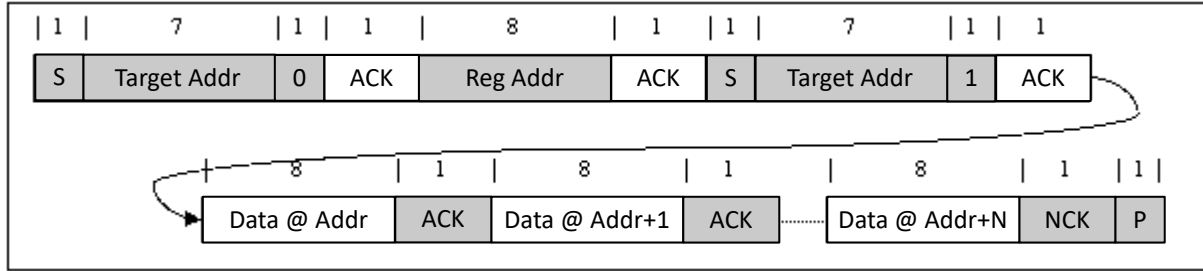 | 1 | 7 | 1 | 1 | 8 | 1 | 1 | 7 | 1 | 1
S Target Addr 0 ACK Reg Addr ACK S Target Addr 1 ACK
| 8 | 1 | 8 | 1 | 8 | 1 | 1 |
Data @ Addr ACK Data @ Addr+1 ACK Data @ Addr+N NCK P